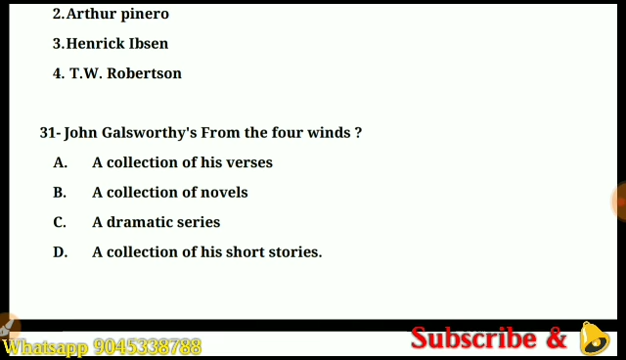 2.Arthur pinero
3.Henrick Ibsen
4. T.W. Robertson
31- John Galsworthy's From the four winds ?
A. A collection of his verses
B. A collection of novels
C. A dramatic series
D. A collection of his short stories.
Whatsapp 9045338788
Subscribe &